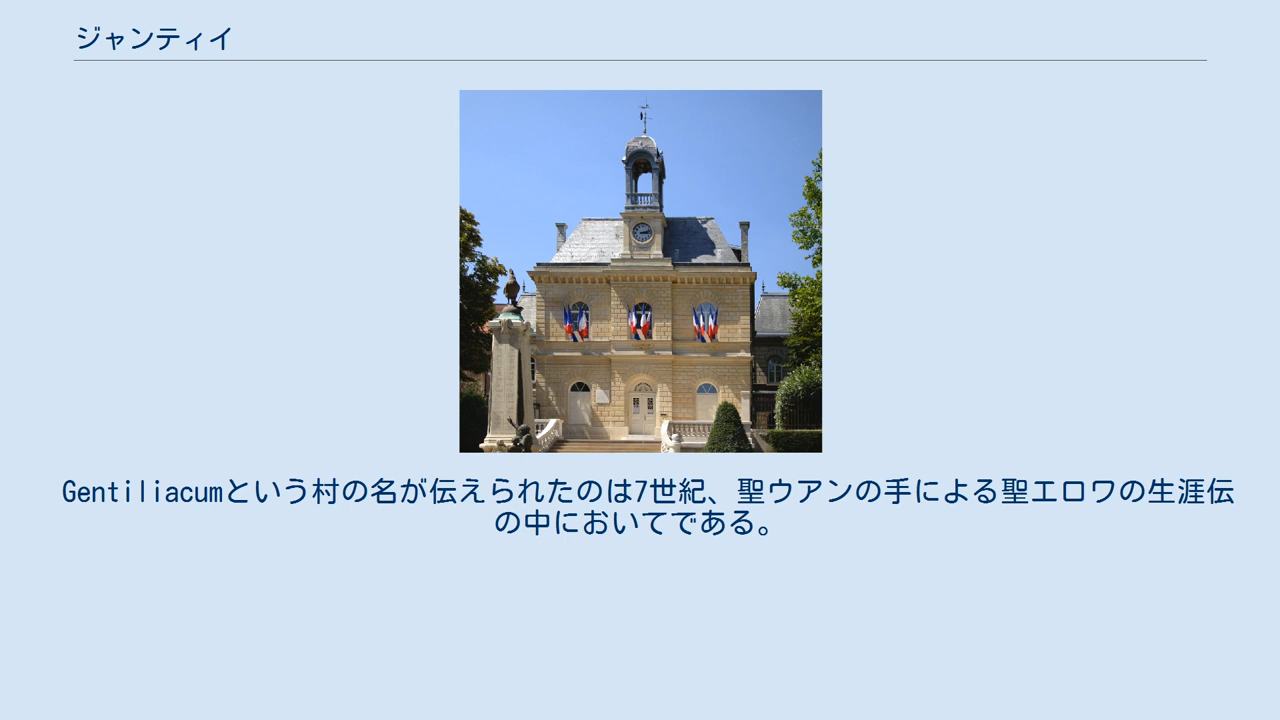 ジャンティイ
Gentiliacumという村の名が伝えられたのは7世紀、聖ウアンの手による聖エロワの生涯伝
の中においてである。